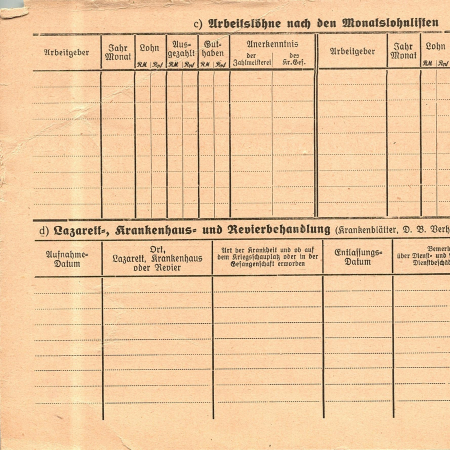 c) Arbeitslöhne nach den Monatslohnlisten
Arbeitgeber
Jahr
Monat
Lohn
RM Rpf
Aus-
gezahlt
RM Rpf
Gut-
haben
RM Rpf
Anerkenntnis
der
Zahlmeisterei
des
Kr.Gef.
Arbeitgeber
Jahr
Monat
Lohn
RM Rpf
d) Lazarett-, Krankenhaus- und Revierbehandlung (Krankenblätter, D. B. Verh
Aufnahme-
Datum
Ort,
Lazarett, Krankenhaus
oder Revier
Art der Krankheit und ob auf
dem Kriegsschauplatz oder in der
Gefangenschaft erworben
Entlassungs-
Datum
Bemerk
über Dienst- und
Dienstbeschä